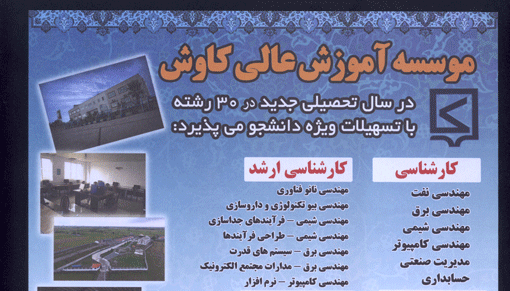 موسسه آموزش عالی کاوش
در سال تحصیلی جدید در ۳۰ رشته
با تسهیلات ویژه دانشجو می پذیرد:
کارشناسی
مهندسی نفت
مهندسی برق
مهندسی شیمی
مهندسی کامپیوتر
مدیریت صنعتی
حسابداری
کارشناسی ارشد
مهندسی نانو فناوری
مهندسی بیو تکنولوژی و داروسازی
مهندسی شیمی - فرآیندهای جداسازی
مهندسی شیمی - طراحی فرآیندها
مهندسی برق - سیستم های قدرت
مهندسی برق - مدارات مجتمع الکترونیک
مهندسی کامپیوتر - نرم افزار